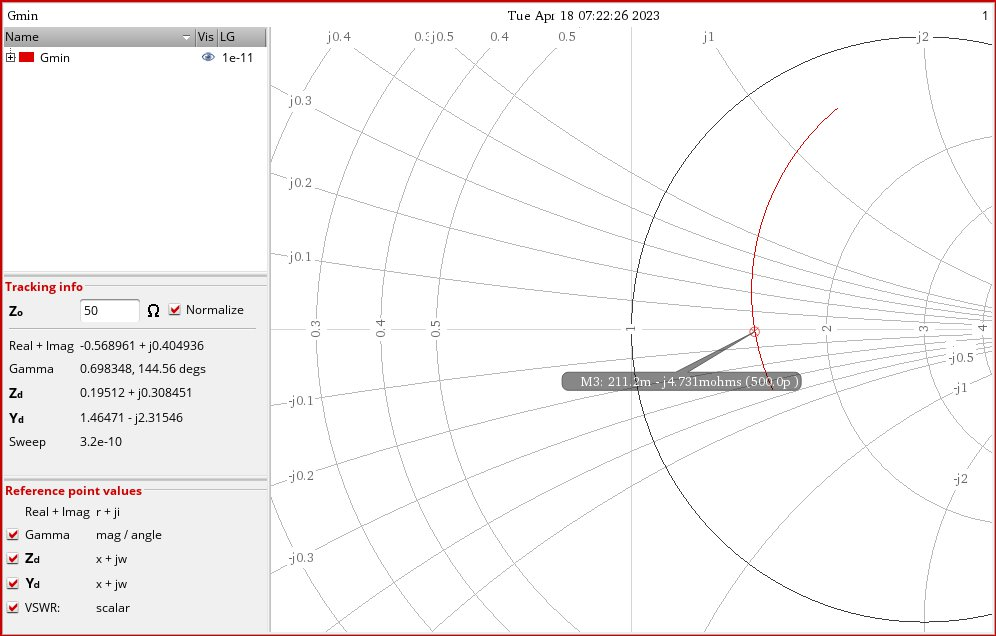 Gmin
Tue Apr 18 07:22:26 2023
1
Name Vis LG
Gmin 1e-11
Tracking info
Zo 50 Ω Normalize
Real + Imag -0.568961 + j0.404936
Gamma 0.698348, 144.56 degs
Zd 0.19512 + j0.308451
Yd 1.46471 - j2.31546
Sweep 3.2e-10
Reference point values
Real + Imag r + ji
Gamma mag / angle
Zd x + jw
Yd x + jw
VSWR: scalar
j0.4 j0.5 0.4 0.5 j1 j2
j0.3
j0.2
j0.1
0.3 0.4 0.5 1 2 3 4
-j0.5
M3: 211.2m - j4.731mohms (500.0p )
-j1
-j0.1
-j0.2
-j2
-j0.3